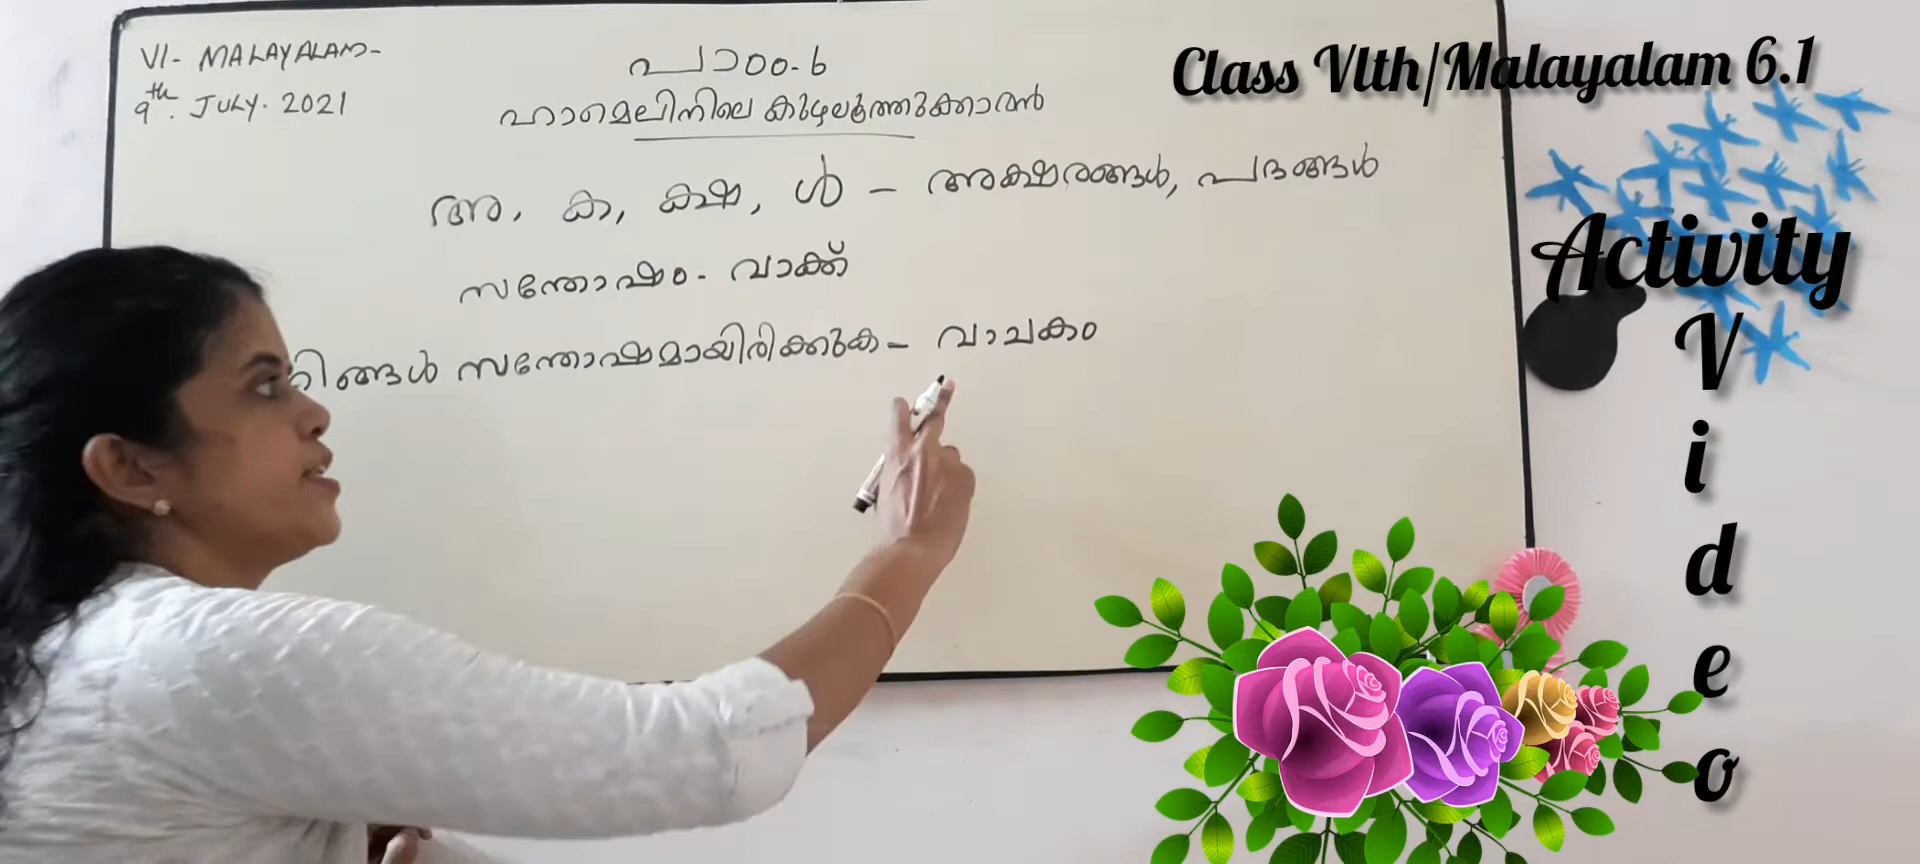 VI- MALAYALAM-
9th. JULY. 2021
പാഠം-6
ഹാമെലിനിലെ കുഴലൂത്തുക്കാരൻ
അ, ക, ക്ഷ, ൾ – അക്ഷരങ്ങൾ, പദങ്ങൾ
സന്തോഷം - വാക്ക്
നിങ്ങൾ സന്തോഷമായിരിക്കുക – വാചകം
Class VIth/Malayalam 6.1
Activity
Video